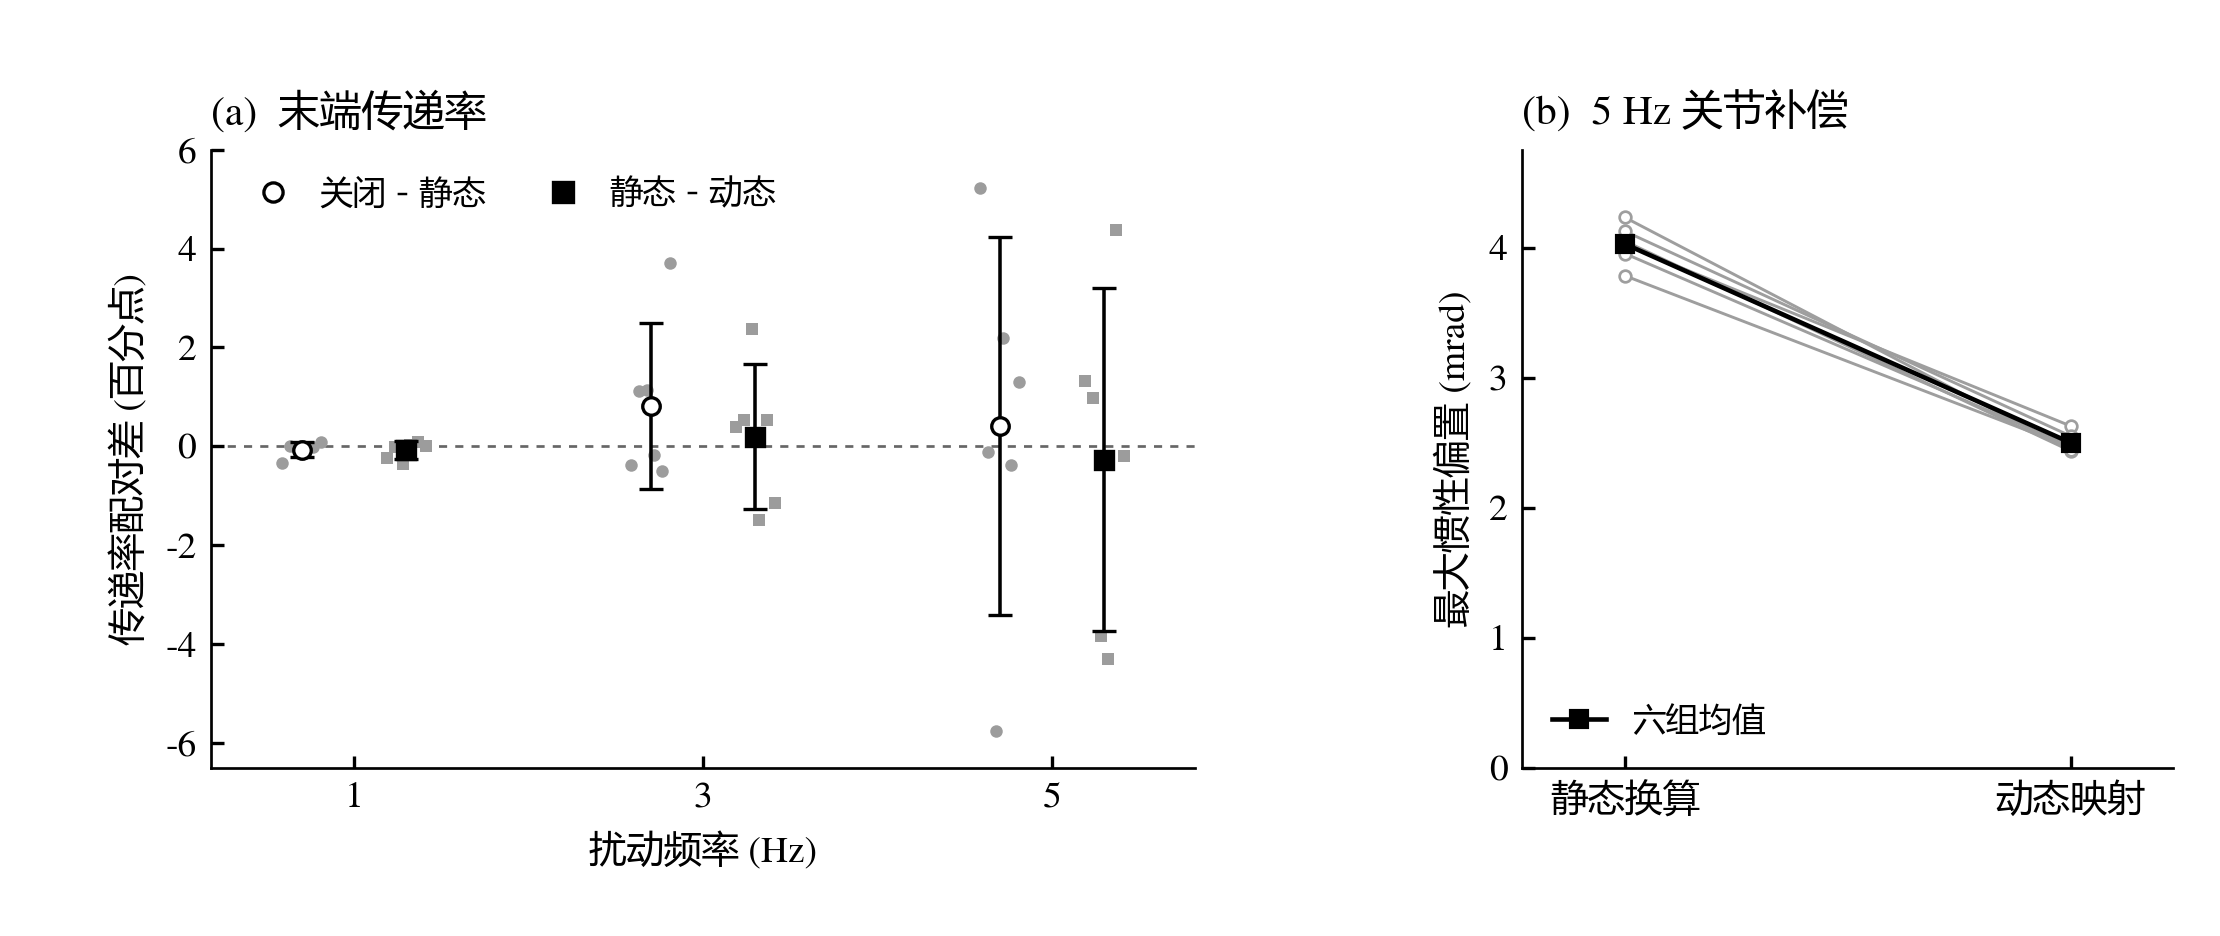 (a) 末端传递率
6
4
2
0
-2
-4
-6
关闭 - 静态
静态 - 动态
传递率配对差 (百分点)
1
3
5
扰动频率 (Hz)
(b) 5 Hz 关节补偿
4
3
2
1
0
最大惯性偏置 (mrad)
六组均值
静态换算
动态映射